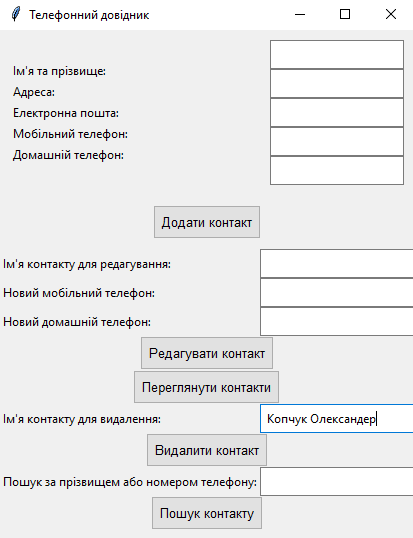 Телефонний довідник
Ім'я та прізвище:
Адреса:
Електронна пошта:
Мобільний телефон:
Домашній телефон:
Додати контакт
Ім'я контакту для редагування:
Новий мобільний телефон:
Новий домашній телефон:
Редагувати контакт
Переглянути контакти
Ім'я контакту для видалення: Копчук Олександер
Видалити контакт
Пошук за прізвищем або номером телефону:
Пошук контакту